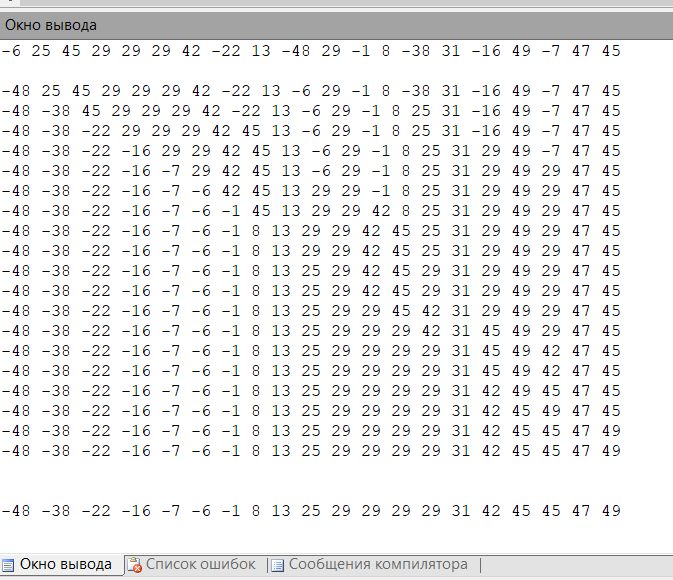 Окно вывода
-6 25 45 29 29 29 42 -22 13 -48 29 -1 8 -38 31 -16 49 -7 47 45
-48 25 45 29 29 29 42 -22 13 -6 29 -1 8 -38 31 -16 49 -7 47 45
-48 -38 45 29 29 29 42 -22 13 -6 29 -1 8 25 31 -16 49 -7 47 45
-48 -38 -22 29 29 29 42 45 13 -6 29 -1 8 25 31 -16 49 -7 47 45
-48 -38 -22 -16 29 29 42 45 13 -6 29 -1 8 25 31 29 49 -7 47 45
-48 -38 -22 -16 -7 29 42 45 13 -6 29 -1 8 25 31 29 49 29 47 45
-48 -38 -22 -16 -7 -6 42 45 13 29 29 -1 8 25 31 29 49 29 47 45
-48 -38 -22 -16 -7 -6 -1 45 13 29 29 42 8 25 31 29 49 29 47 45
-48 -38 -22 -16 -7 -6 -1 8 13 29 29 42 45 25 31 29 49 29 47 45
-48 -38 -22 -16 -7 -6 -1 8 13 29 29 42 45 25 31 29 49 29 47 45
-48 -38 -22 -16 -7 -6 -1 8 13 25 29 42 45 29 31 29 49 29 47 45
-48 -38 -22 -16 -7 -6 -1 8 13 25 29 42 45 29 31 29 49 29 47 45
-48 -38 -22 -16 -7 -6 -1 8 13 25 29 29 45 42 31 29 49 29 47 45
-48 -38 -22 -16 -7 -6 -1 8 13 25 29 29 29 42 31 45 49 29 47 45
-48 -38 -22 -16 -7 -6 -1 8 13 25 29 29 29 29 31 45 49 42 47 45
-48 -38 -22 -16 -7 -6 -1 8 13 25 29 29 29 29 31 45 49 42 47 45
-48 -38 -22 -16 -7 -6 -1 8 13 25 29 29 29 29 31 42 49 45 47 45
-48 -38 -22 -16 -7 -6 -1 8 13 25 29 29 29 29 31 42 45 49 47 45
-48 -38 -22 -16 -7 -6 -1 8 13 25 29 29 29 29 31 42 45 45 47 49
-48 -38 -22 -16 -7 -6 -1 8 13 25 29 29 29 29 31 42 45 45 47 49
-48 -38 -22 -16 -7 -6 -1 8 13 25 29 29 29 29 31 42 45 45 47 49
Окно вывода Список ошибок Сообщения компилятора